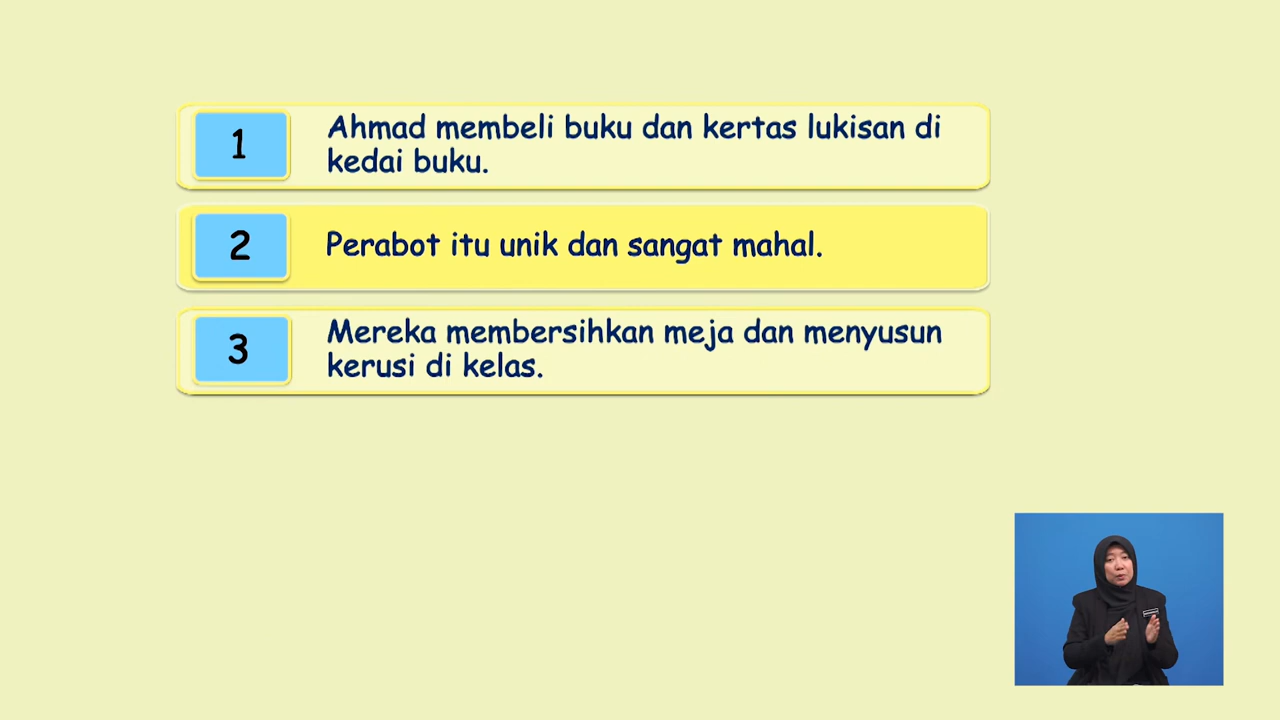 1
Ahmad membeli buku dan kertas lukisan di
kedai buku.
2
Perabot itu unik dan sangat mahal.
3
Mereka membersihkan meja dan menyusun
kerusi di kelas.